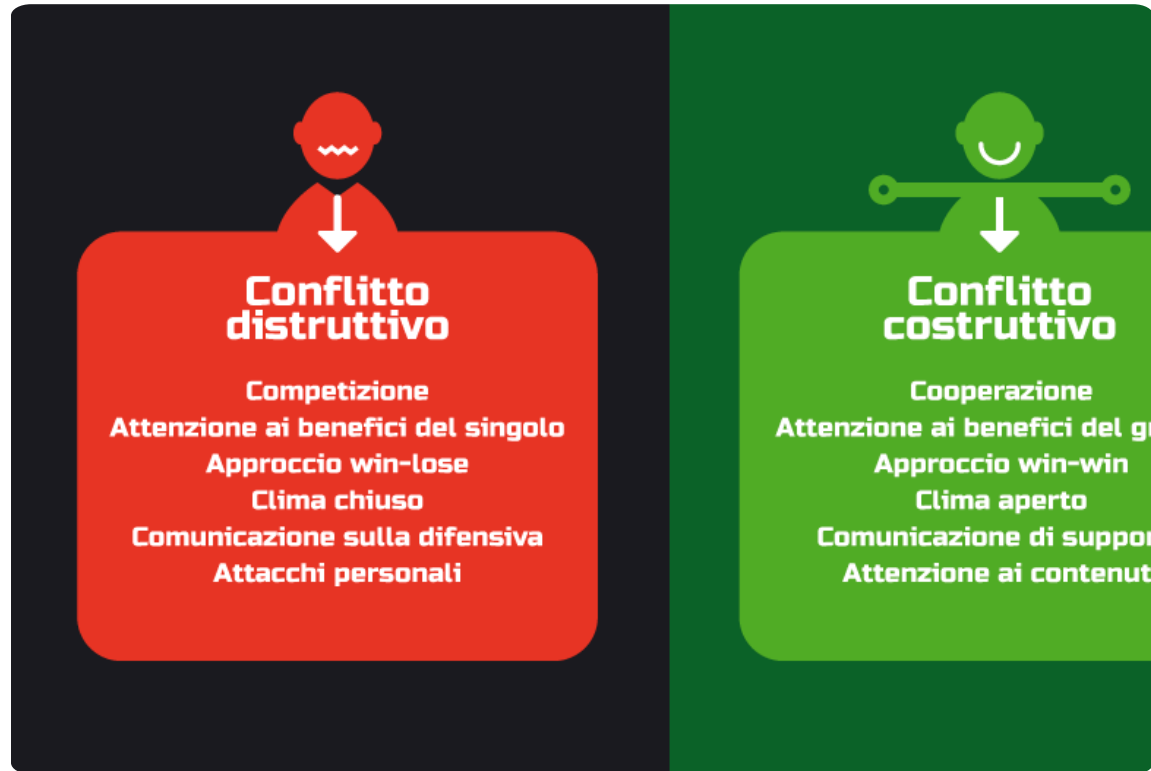 Conflitto
distruttivo
Competizione
Attenzione ai benefici del singolo
Approccio win-lose
Clima chiuso
Comunicazione sulla difensiva
Attacchi personali
Conflitto
costruttivo
Cooperazione
Attenzione ai benefici del
Approccio win-win
Clima aperto
Comunicazione di
Attenzione ai